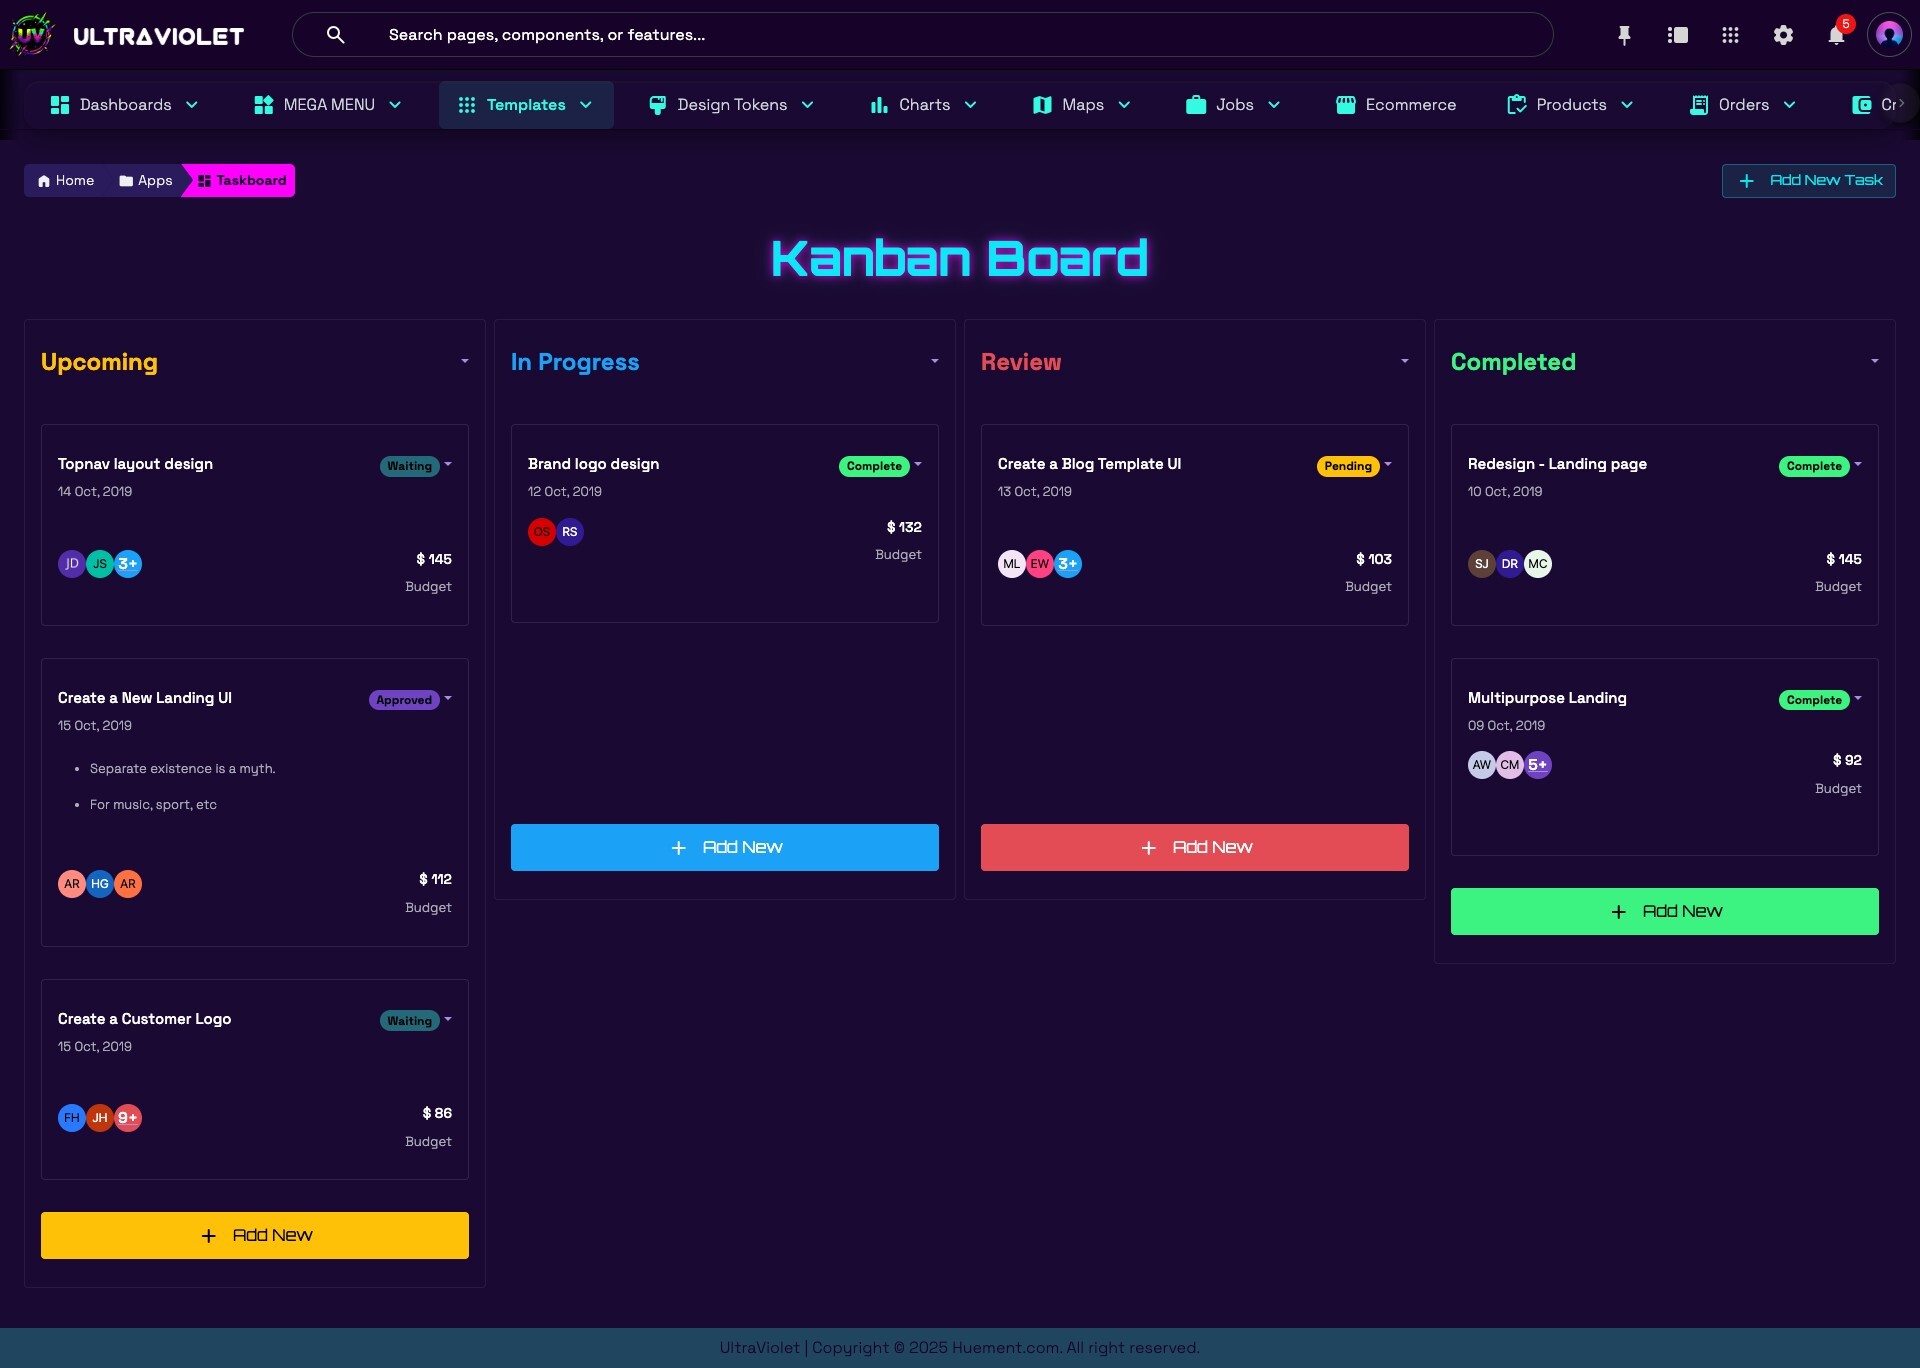 UV ULTRAVIOLET
Search pages, components, or features...
5
Dashboards
MEGA MENU
Templates
Design Tokens
Charts
Maps
Jobs
Ecommerce
Products
Orders
Home
Apps
Taskboard
Add New Task
Kanban Board
Upcoming
Topnav layout design
Waiting
14 Oct, 2019
JD JS 3+
$ 145
Budget
Create a New Landing UI
Approved
15 Oct, 2019
Separate existence is a myth.
For music, sport, etc
AR HG AR
$ 112
Budget
Create a Customer Logo
Waiting
15 Oct, 2019
FH JH 9+
$ 86
Budget
Add New
In Progress
Brand logo design
Complete
12 Oct, 2019
OS RS
$ 132
Budget
Add New
Review
Create a Blog Template UI
Pending
13 Oct, 2019
ML EW 3+
$ 103
Budget
Add New
Completed
Redesign - Landing page
Complete
10 Oct, 2019
SJ DR MC
$ 145
Budget
Multipurpose Landing
Complete
09 Oct, 2019
AW CM 5+
$ 92
Budget
Add New
UltraViolet | Copyright © 2025 Huement.com. All right reserved.